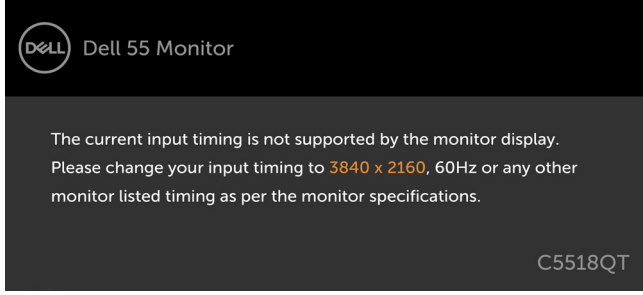 DELL Dell 55 Monitor
The current input timing is not supported by the monitor display.
Please change your input timing to 3840 x 2160, 60Hz or any other
monitor listed timing as per the monitor specifications.
C5518QT